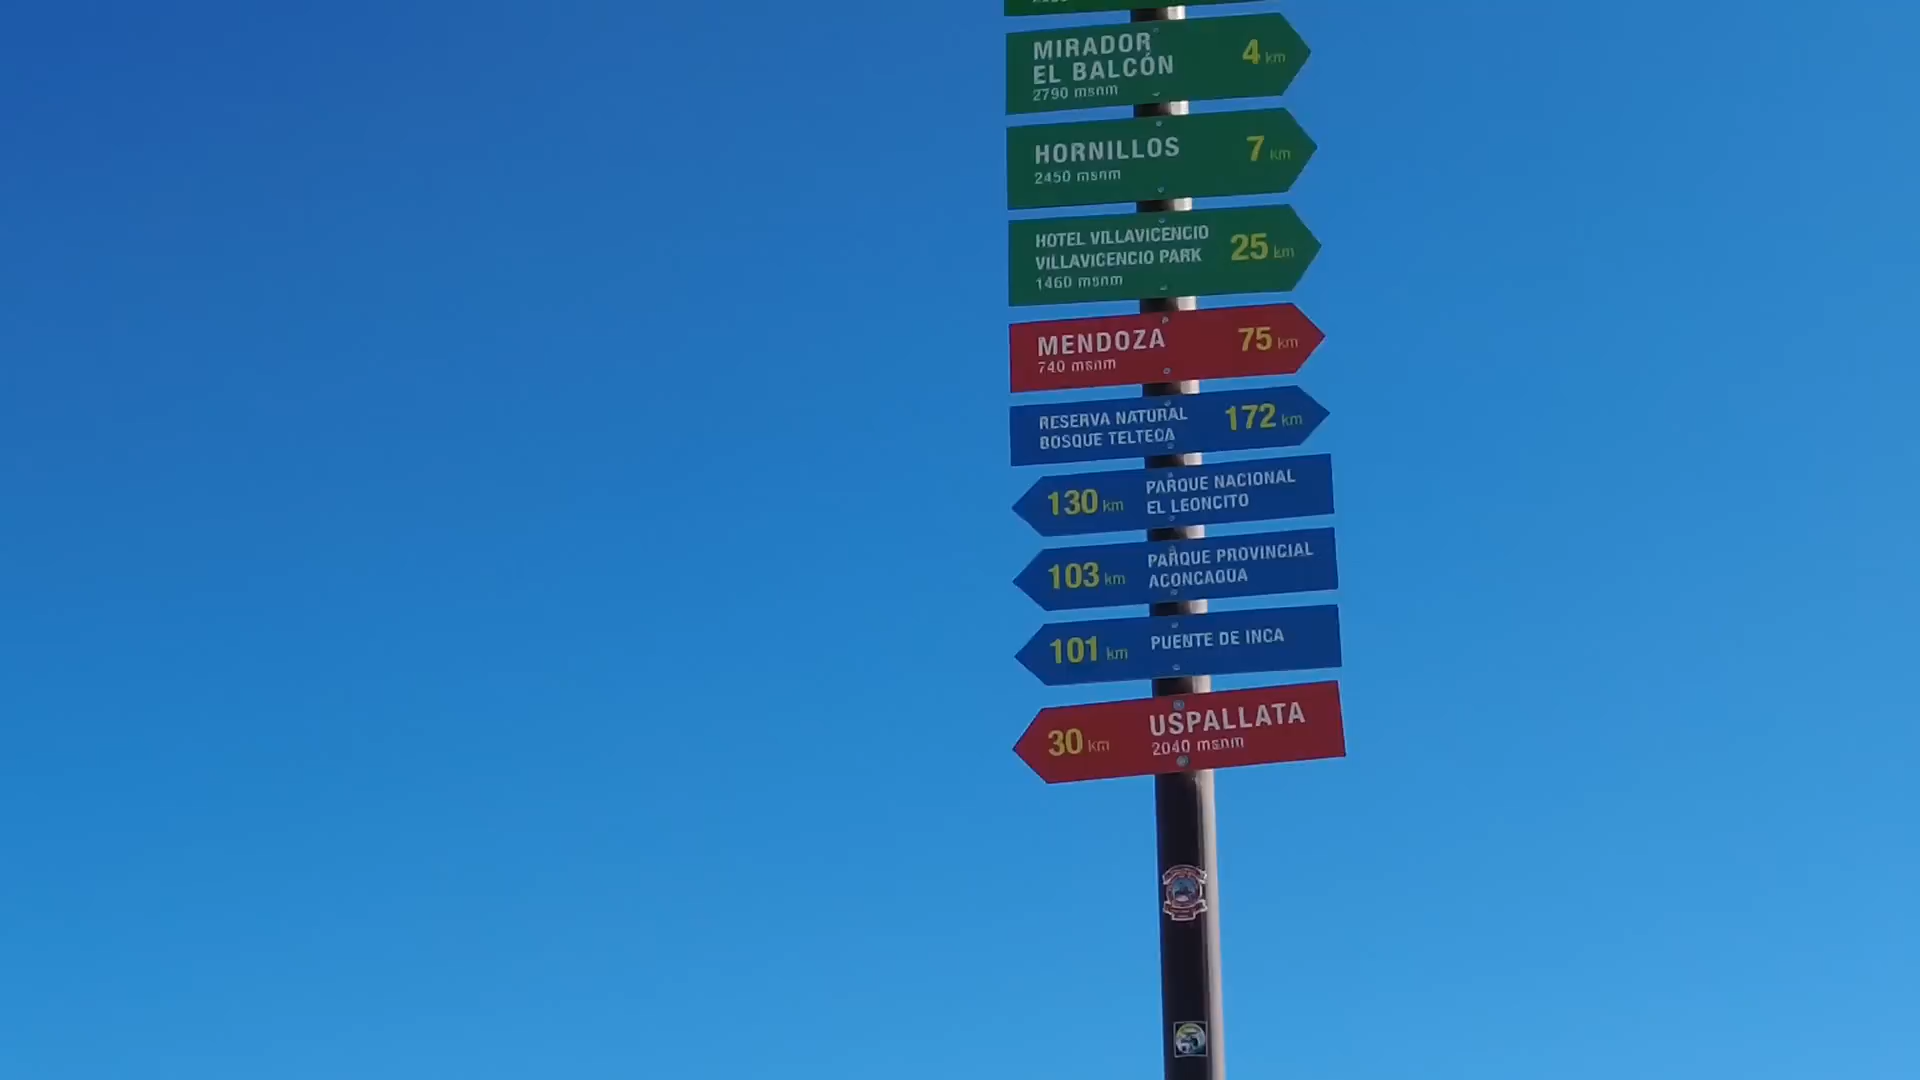 MIRADOR
EL BALCÓN
2790 msnm
4 km
HORNILLOS
2450 msnm
7 km
HOTEL VILLAVICENCIO
VILLAVICENCIO PARK
1460 msnm
25 km
MENDOZA
740 msnm
75 km
RESERVA NATURAL
BOSQUE TELTECA
172 km
130 km
PARQUE NACIONAL
EL LEONCITO
103 km
PARQUE PROVINCIAL
ACONCAGUA
101 km
PUENTE DE INCA
30 km
USPALLATA
2040 msnm